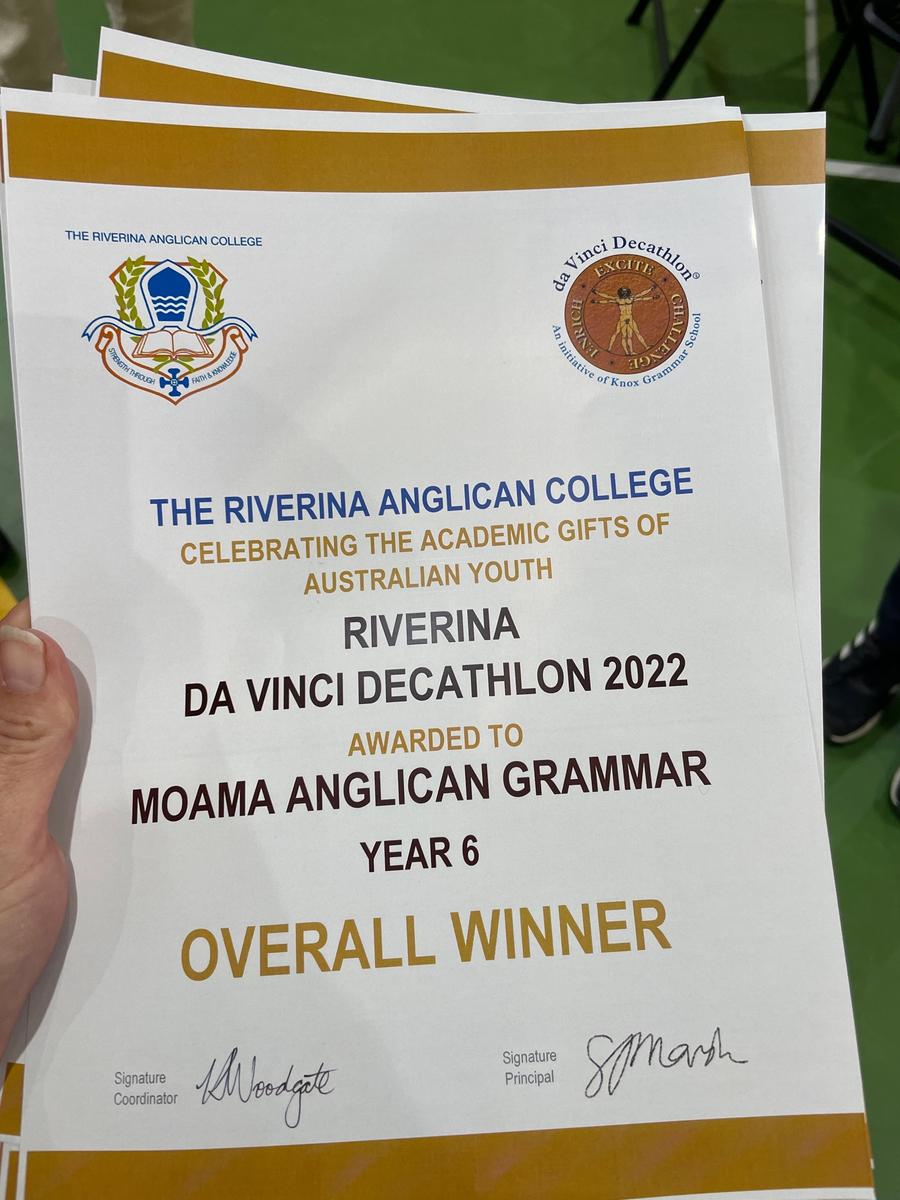 THE RIVERINA ANGLICAN COLLEGE
STRENGTH THROUGH FAITH & KNOWLEDGE
da Vinci Decathlon®
ENRICH EXCITE CHALLENGE
An initiative of Knox Grammar School
THE RIVERINA ANGLICAN COLLEGE
CELEBRATING THE ACADEMIC GIFTS OF
AUSTRALIAN YOUTH
RIVERINA
DA VINCI DECATHLON 2022
AWARDED TO
MOAMA ANGLICAN GRAMMAR
YEAR 6
OVERALL WINNER
Signature
Coordinator
KWoodgate
Signature
Principal
SJMarsh